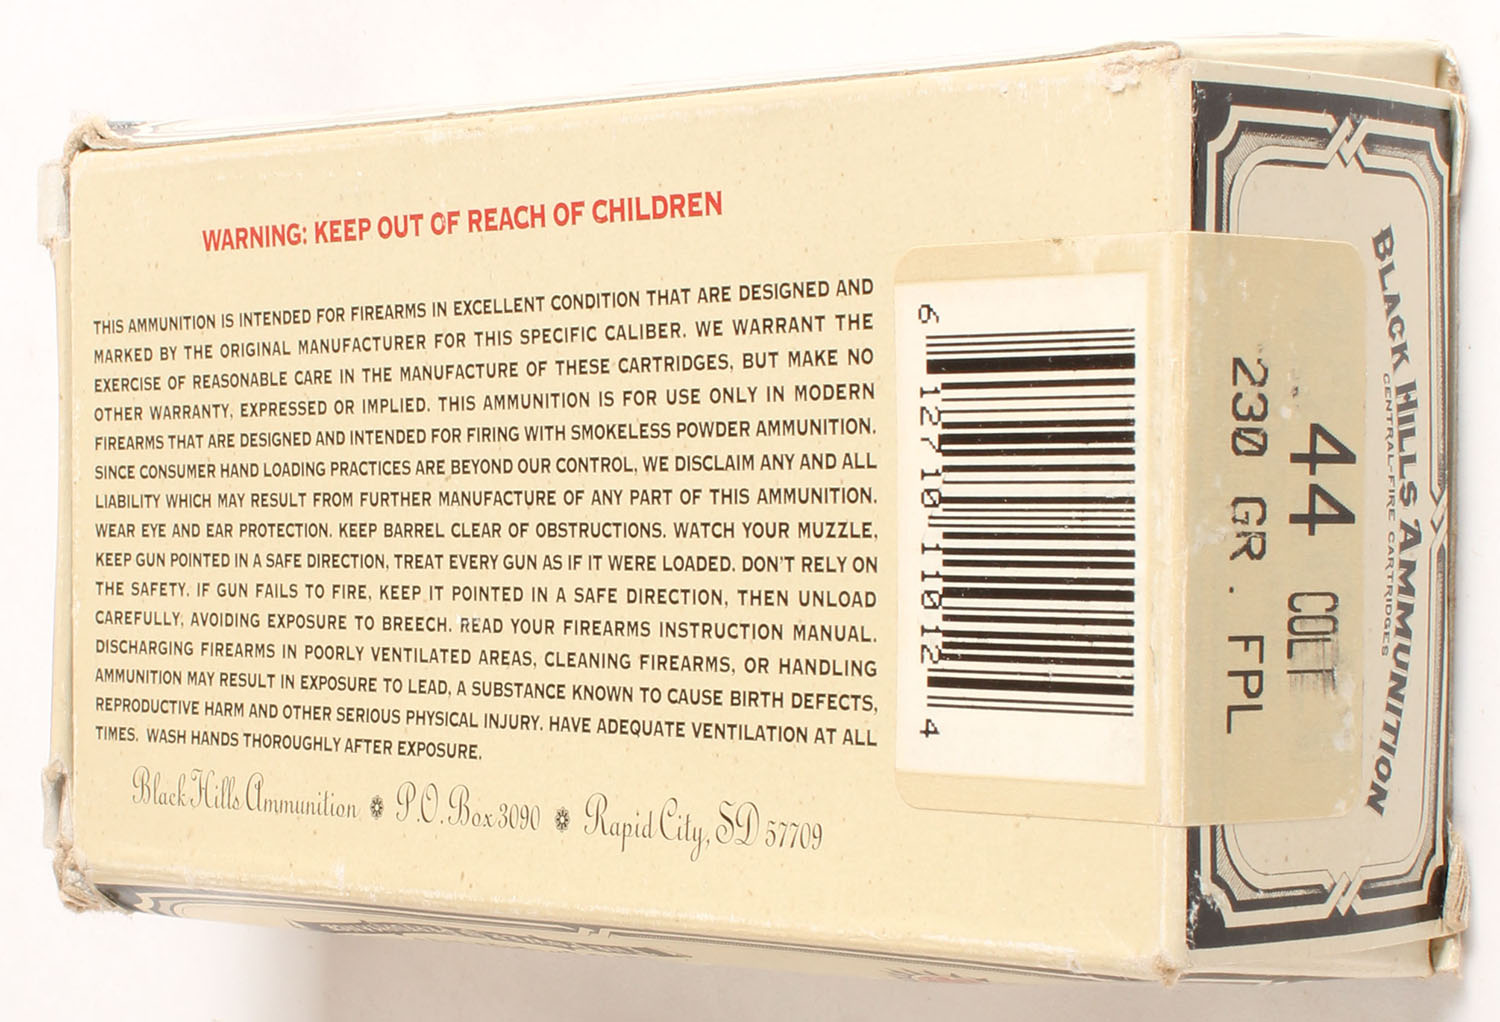 WARNING: KEEP OUT OF REACH OF CHILDREN
THIS AMMUNITION IS INTENDED FOR FIREARMS IN EXCELLENT CONDITION THAT ARE DESIGNED AND
MARKED BY THE ORIGINAL MANUFACTURER FOR THIS SPECIFIC CALIBER. WE WARRANT THE
EXERCISE OF REASONABLE CARE IN THE MANUFACTURE OF THESE CARTRIDGES, BUT MAKE NO
OTHER WARRANTY, EXPRESSED OR IMPLIED. THIS AMMUNITION IS FOR USE ONLY IN MODERN
FIREARMS THAT ARE DESIGNED AND INTENDED FOR FIRING WITH SMOKELESS POWDER AMMUNITION.
SINCE CONSUMER HAND LOADING PRACTICES ARE BEYOND OUR CONTROL, WE DISCLAIM ANY AND ALL
LIABILITY WHICH MAY RESULT FROM FURTHER MANUFACTURE OF ANY PART OF THIS AMMUNITION.
WEAR EYE AND EAR PROTECTION. KEEP BARREL CLEAR OF OBSTRUCTIONS. WATCH YOUR MUZZLE,
KEEP GUN POINTED IN A SAFE DIRECTION, TREAT EVERY GUN AS IF IT WERE LOADED. DON'T RELY ON
THE SAFETY. IF GUN FAILS TO FIRE, KEEP IT POINTED IN A SAFE DIRECTION, THEN UNLOAD
CAREFULLY, AVOIDING EXPOSURE TO BREECH. READ YOUR FIREARMS INSTRUCTION MANUAL.
DISCHARGING FIREARMS IN POORLY VENTILATED AREAS, CLEANING FIREARMS, OR HANDLING
AMMUNITION MAY RESULT IN EXPOSURE TO LEAD, A SUBSTANCE KNOWN TO CAUSE BIRTH DEFECTS,
REPRODUCTIVE HARM AND OTHER SERIOUS PHYSICAL INJURY. HAVE ADEQUATE VENTILATION AT ALL
TIMES. WASH HANDS THOROUGHLY AFTER EXPOSURE.
Black Hills Ammunition P.O. Box 3090 Rapid City, SD 57709
6 12710 11012 4
BLACK HILLS AMMUNITION
CENTRAL-FIRE CARTRIDGES
44 COLT
230 GR. FPL